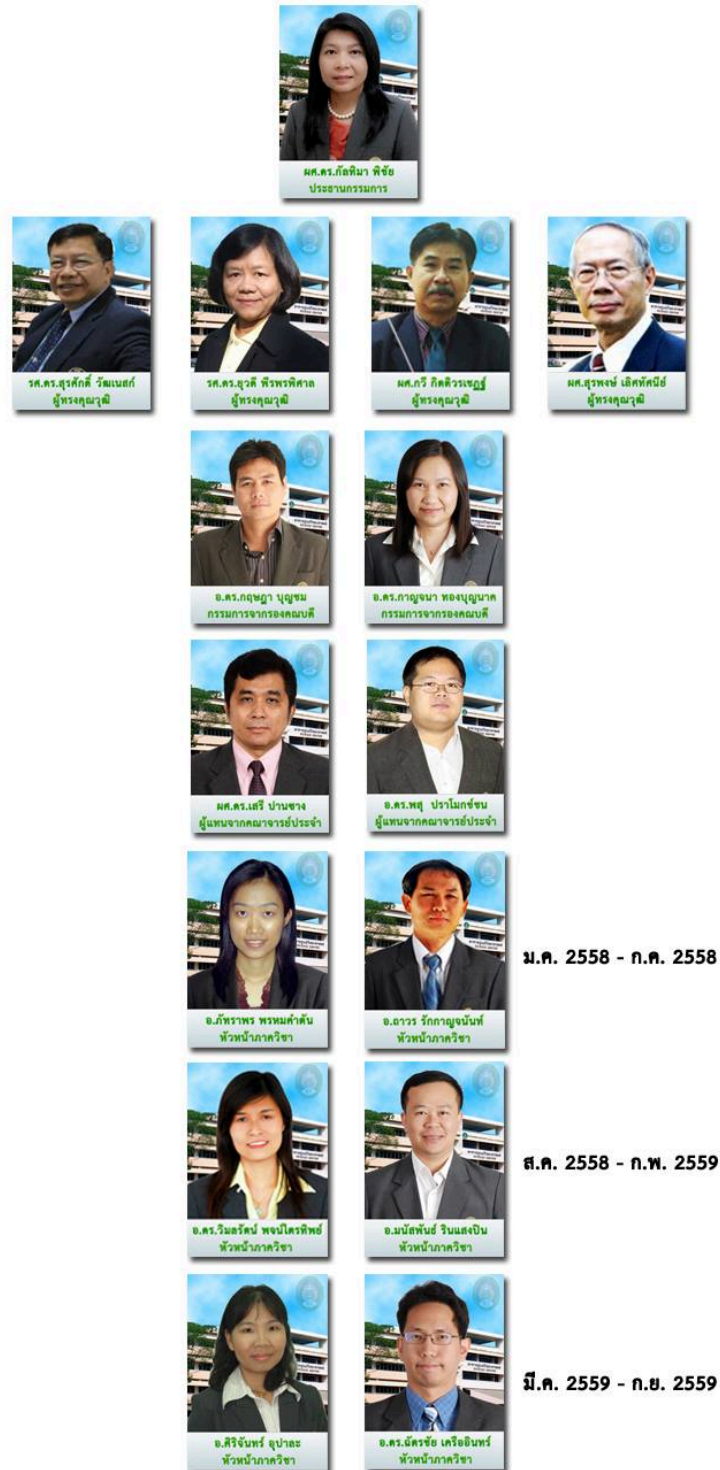 ผศ.ดร.กัลทิมา พิชัย
ประธานกรรมการ
รศ.ดร.สุรศักดิ์ วัฒเนสก์
ผู้ทรงคุณวุฒิ
รศ.ดร.ยุวดี พีรพรพิศาล
ผู้ทรงคุณวุฒิ
ผศ.กวี กิตติวรเชฏฐ์
ผู้ทรงคุณวุฒิ
ผศ.สุรพงษ์ เลิศทัศนีย์
ผู้ทรงคุณวุฒิ
อ.ดร.กฤษฎา บุญชม
กรรมการจากรองคณบดี
อ.ดร.กาญจนา ทองบุญนาค
กรรมการจากรองคณบดี
ผศ.ดร.เสรี ปานซาง
ผู้แทนจากคณาจารย์ประจำ
อ.ดร.พสุ ปราโมกข์ชน
ผู้แทนจากคณาจารย์ประจำ
อ.ภัทราพร พรหมคำตัน
หัวหน้าภาควิชา
อ.ถาวร รักกาญจนันท์
หัวหน้าภาควิชา
ม.ค. 2558 - ก.ค. 2558
อ.ดร.วิมลรัตน์ พจน์ไตรทิพย์
หัวหน้าภาควิชา
อ.มนัสพันธ์ รินแสงปิน
หัวหน้าภาควิชา
ส.ค. 2558 - ก.พ. 2559
อ.ศิริจันทร์ อุปาละ
หัวหน้าภาควิชา
อ.ดร.ฉัตรชัย เครืออินทร์
หัวหน้าภาควิชา
มี.ค. 2559 - ก.ย. 2559